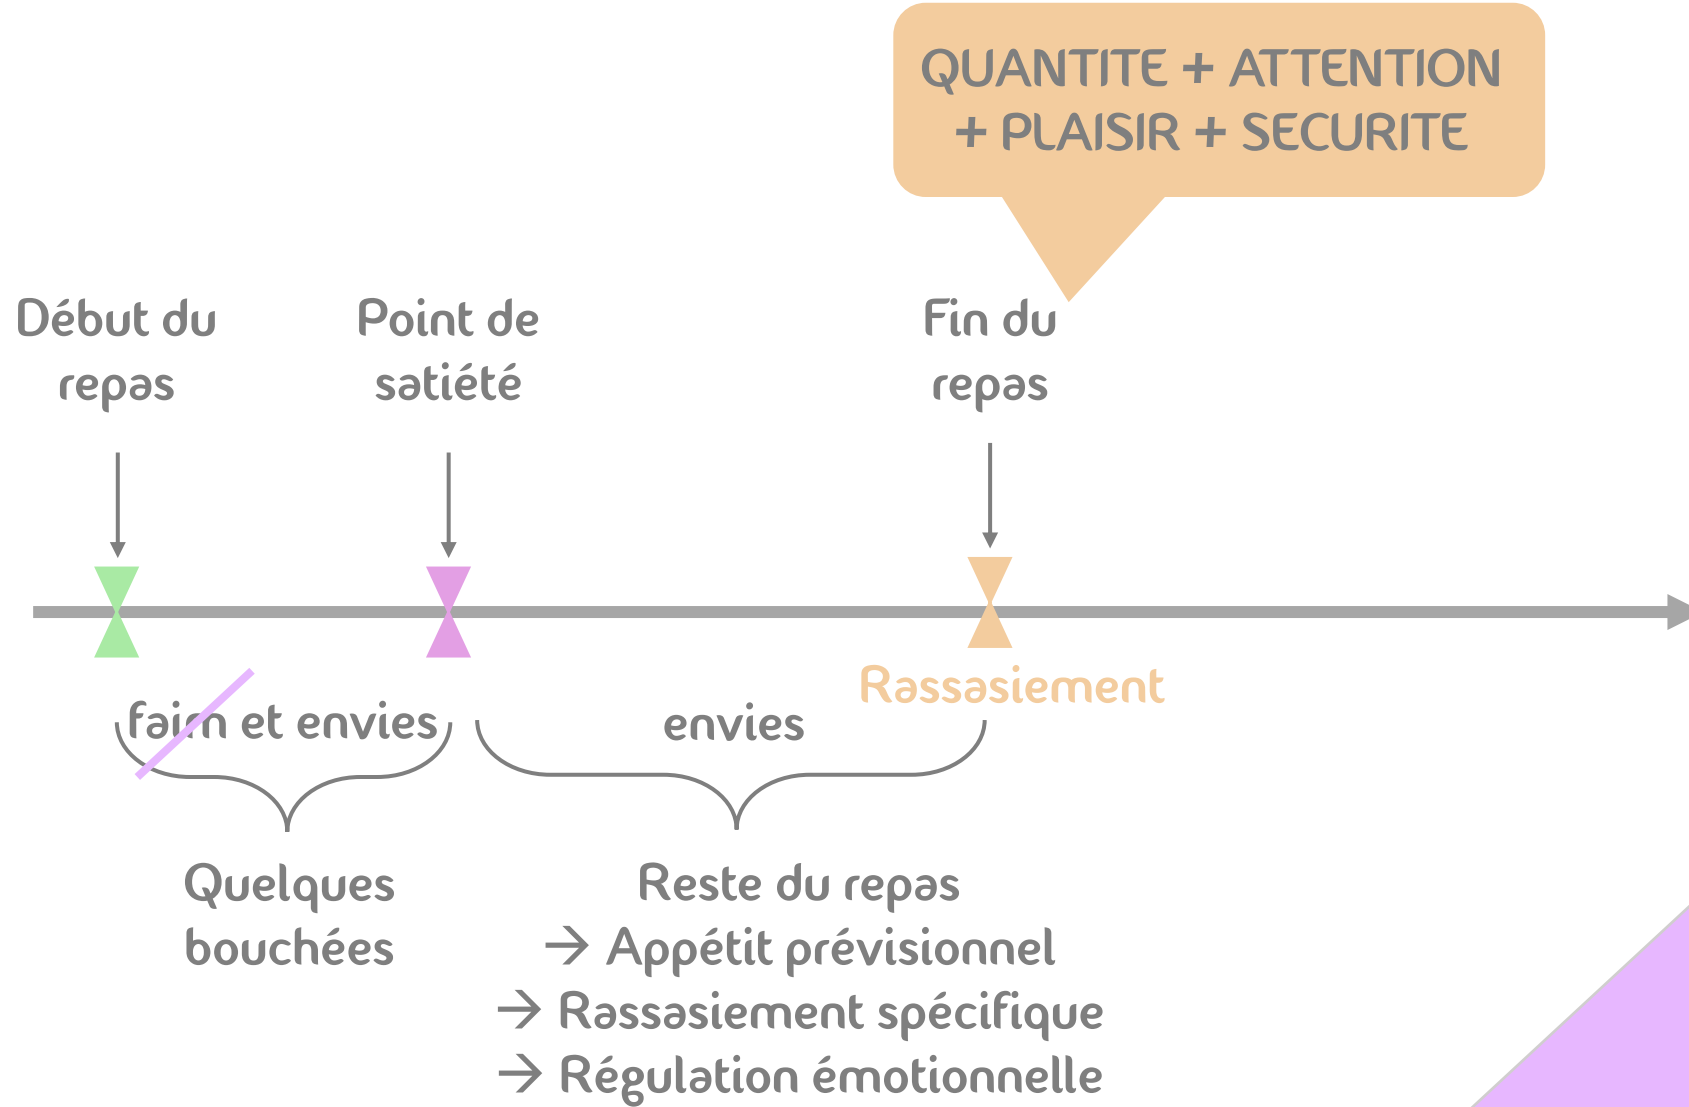 QUANTITE + ATTENTION
+ PLAISIR + SECURITE
Début du
repas
Point de
satiété
Fin du
repas
Rassasiement
faim et envies
envies
Quelques
bouchées
Reste du repas
→ Appétit prévisionnel
→ Rassasiement spécifique
→ Régulation émotionnelle